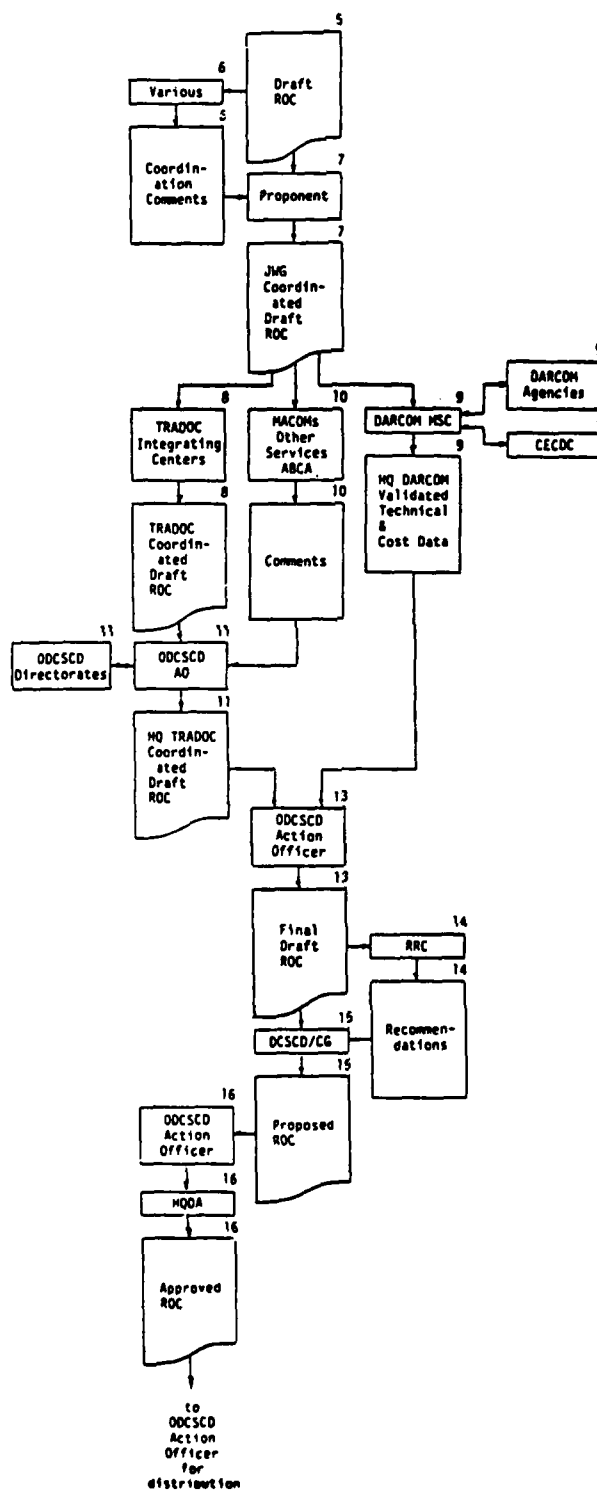 5
6
Various
Draft
ROC
6
Coordin-
ation
Comments
7
Proponent
7
JWG
Coordin-
ated
Draft
ROC
8
TRADOC
Integrating
Centers
10
MACOMs
Other
Services
ABCA
9
DARCOM MSC
DARCOM
Agencies
CECDC
8
TRADOC
Coordin-
ated
Draft
ROC
10
Comments
9
HQ DARCOM
Validated
Technical
&
Cost Data
11
ODCSCD
Directorates
11
ODCSCD
AO
11
HQ TRADOC
Coordin-
ated
Draft
ROC
13
ODCSCD
Action
Officer
13
Final
Draft
ROC
14
RRC
14
Recommen-
dations
15
DCSCD/CG
15
Proposed
ROC
16
ODCSCD
Action
Officer
16
HQDA
16
Approved
ROC
to
ODCSCD
Action
Officer
for
distribution